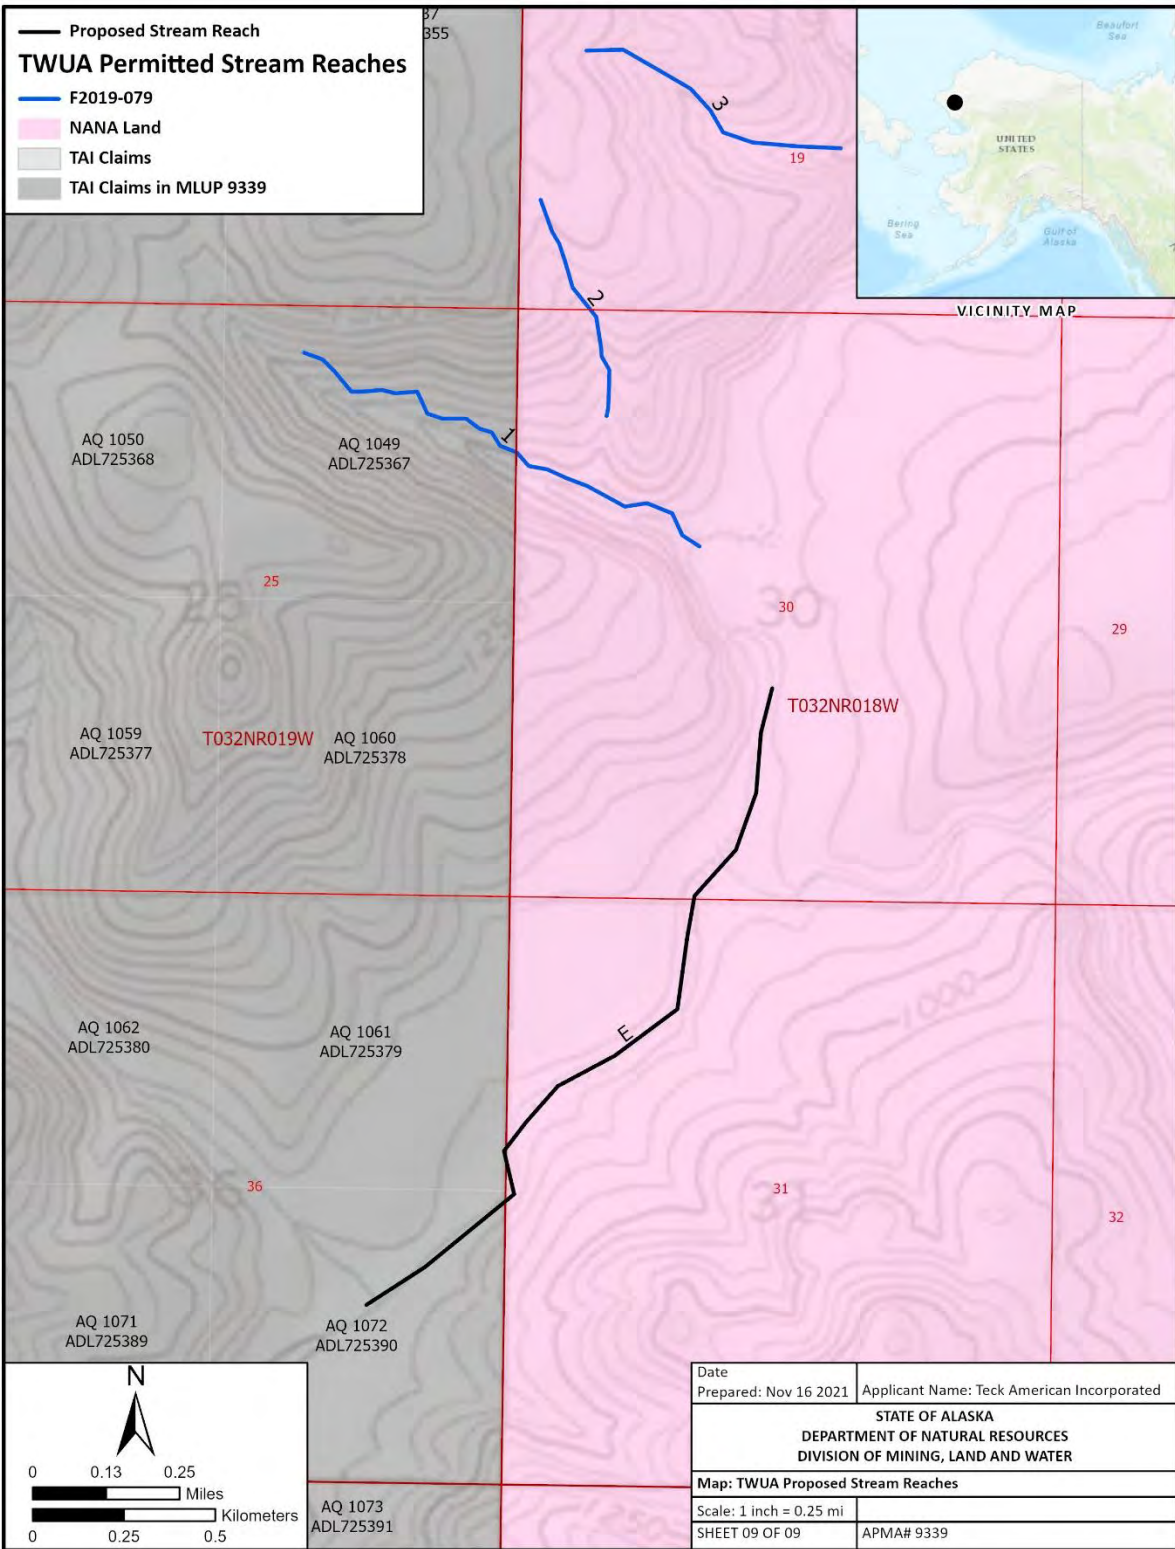 Proposed Stream Reach
TWUA Permitted Stream Reaches
F2019-079
NANA Land
TAI Claims
TAI Claims in MLUP 9339
37
355
Beaufort
Sea
UNITED
STATES
Bering
Sea
Gulf of
Alaska
VICINITY MAP
3
19
2
1
AQ 1050
ADL725368
AQ 1049
ADL725367
25
25
125
30
30
29
T032NR018W
AQ 1059
ADL725377
T032NR019W
AQ 1060
ADL725378
1000
AQ 1062
ADL725380
AQ 1061
ADL725379
E
36
36
31
31
32
AQ 1071
ADL725389
AQ 1072
ADL725390
AQ 1073
ADL725391
N
0 0.13 0.25
Miles
Kilometers
0 0.25 0.5
Date
Prepared: Nov 16 2021
Applicant Name: Teck American Incorporated
STATE OF ALASKA
DEPARTMENT OF NATURAL RESOURCES
DIVISION OF MINING, LAND AND WATER
Map: TWUA Proposed Stream Reaches
Scale: 1 inch = 0.25 mi
SHEET 09 OF 09
APMA# 9339